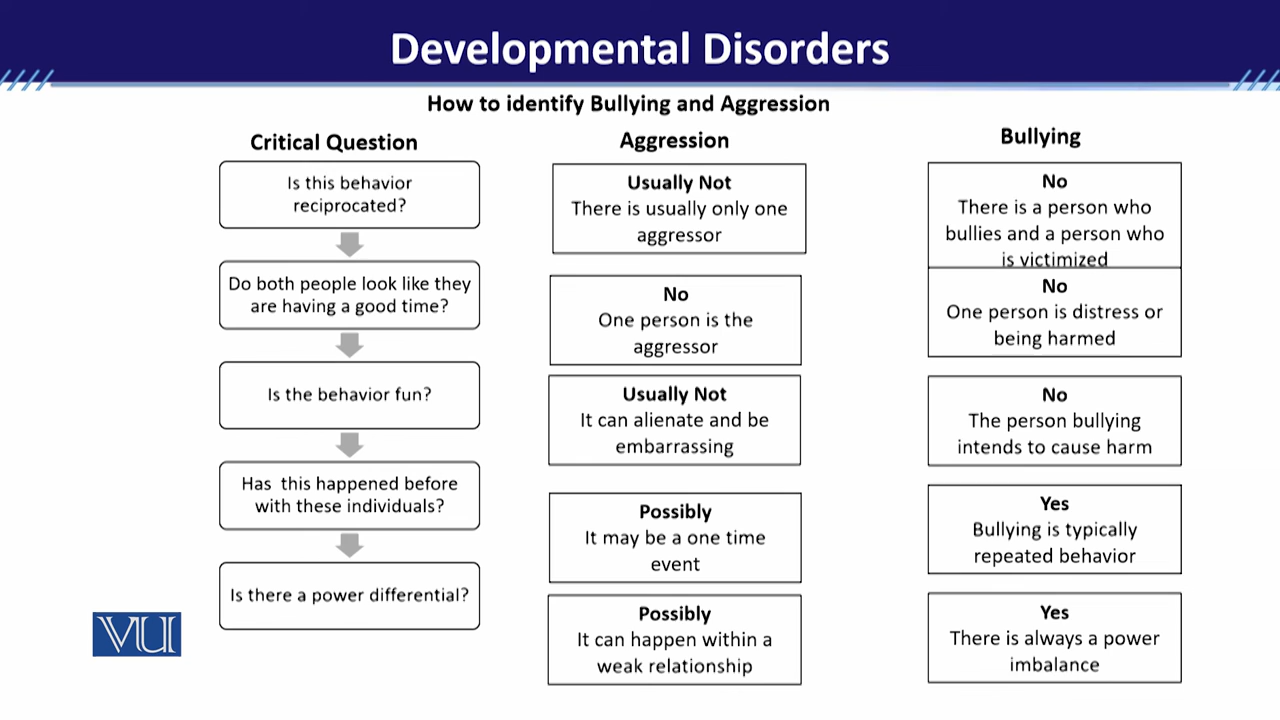 Developmental Disorders
How to identify Bullying and Aggression
Critical Question
Is this behavior
reciprocated?
Do both people look like they
are having a good time?
Is the behavior fun?
Has this happened before
with these individuals?
Is there a power differential?
Aggression
Usually Not
There is usually only one
aggressor
No
One person is the
aggressor
Usually Not
It can alienate and be
embarrassing
Possibly
It may be a one time
event
Possibly
It can happen within a
weak relationship
Bullying
No
There is a person who
bullies and a person who
is victimized
No
One person is distress or
being harmed
No
The person bullying
intends to cause harm
Yes
Bullying is typically
repeated behavior
Yes
There is always a power
imbalance
VU